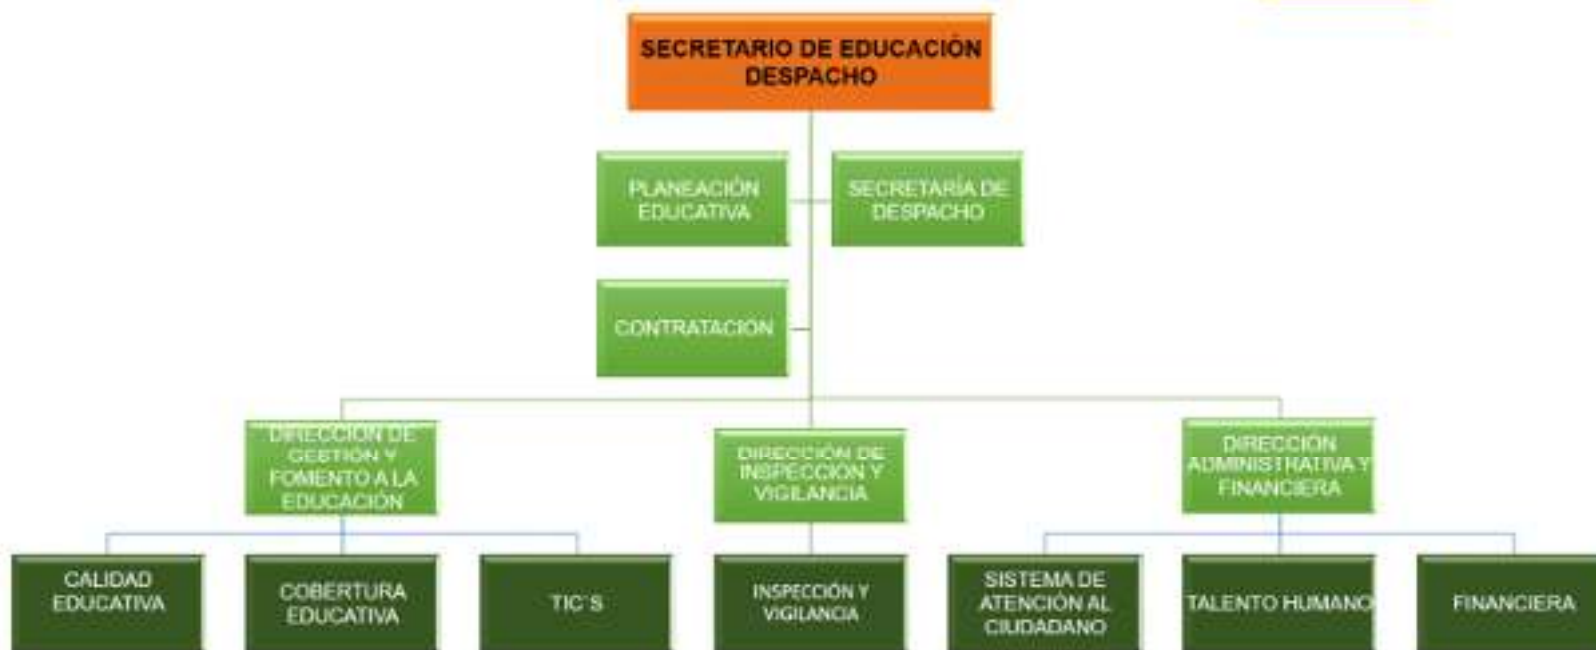 SECRETARIO DE EDUCACIÓN
DESPACHO
PLANEACIÓN
EDUCATIVA
SECRETARÍA DE
DESPACHO
CONTRATACIÓN
DIRECCIÓN DE
GESTIÓN Y
FOMENTO A LA
EDUCACIÓN
DIRECCIÓN DE
INSPECCIÓN Y
VIGILANCIA
DIRECCIÓN
ADMINISTRATIVA Y
FINANCIERA
CALIDAD
EDUCATIVA
COBERTURA
EDUCATIVA
TIC`S
INSPECCIÓN Y
VIGILANCIA
SISTEMA DE
ATENCIÓN AL
CIUDADANO
TALENTO HUMANO
FINANCIERA